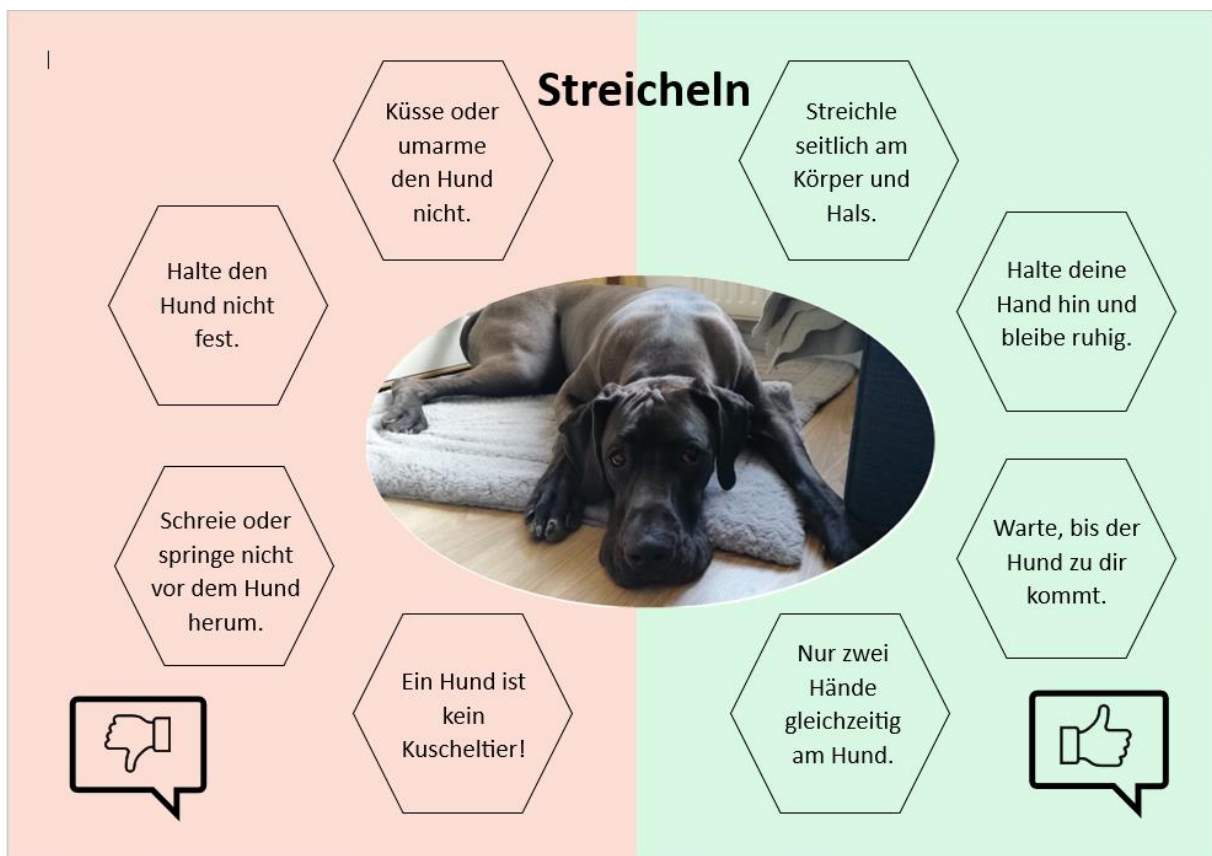 Streicheln
Küsse oder
umarme
den Hund
nicht.
Halte den
Hund nicht
fest.
Schreie oder
springe nicht
vor dem Hund
herum.
Ein Hund ist
kein
Kuscheltier!
Streichle
seitlich am
Körper und
Hals.
Halte deine
Hand hin und
bleibe ruhig.
Warte, bis der
Hund zu dir
kommt.
Nur zwei
Hände
gleichzeitig
am Hund.